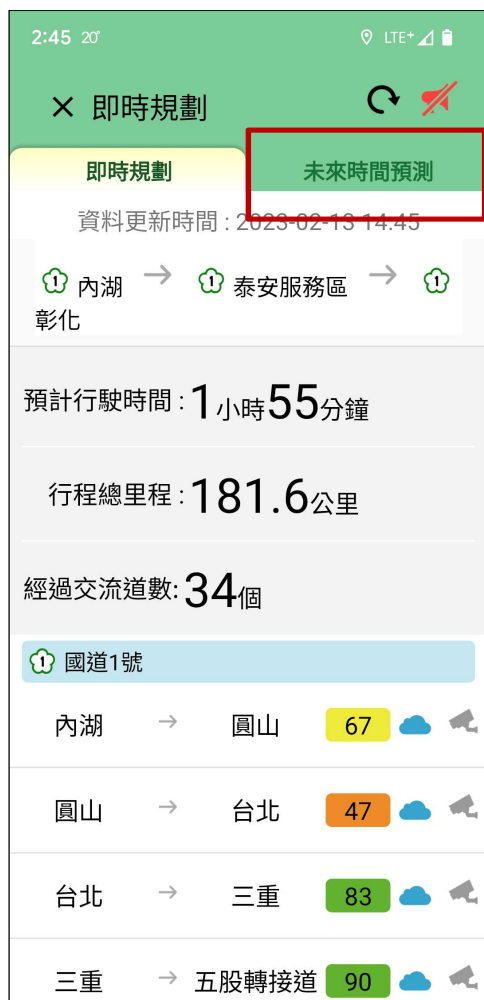 2:45 20° LTE+
× 即時規劃
即時規劃 未來時間預測
資料更新時間 : 2023-02-13 14:45
1 內湖 → 1 泰安服務區 → 1
彰化
預計行駛時間 : 1小時55分鐘
行程總里程 : 181.6公里
經過交流道數: 34個
1 國道1號
內湖 → 圓山 67
圓山 → 台北 47
台北 → 三重 83
三重 → 五股轉接道 90